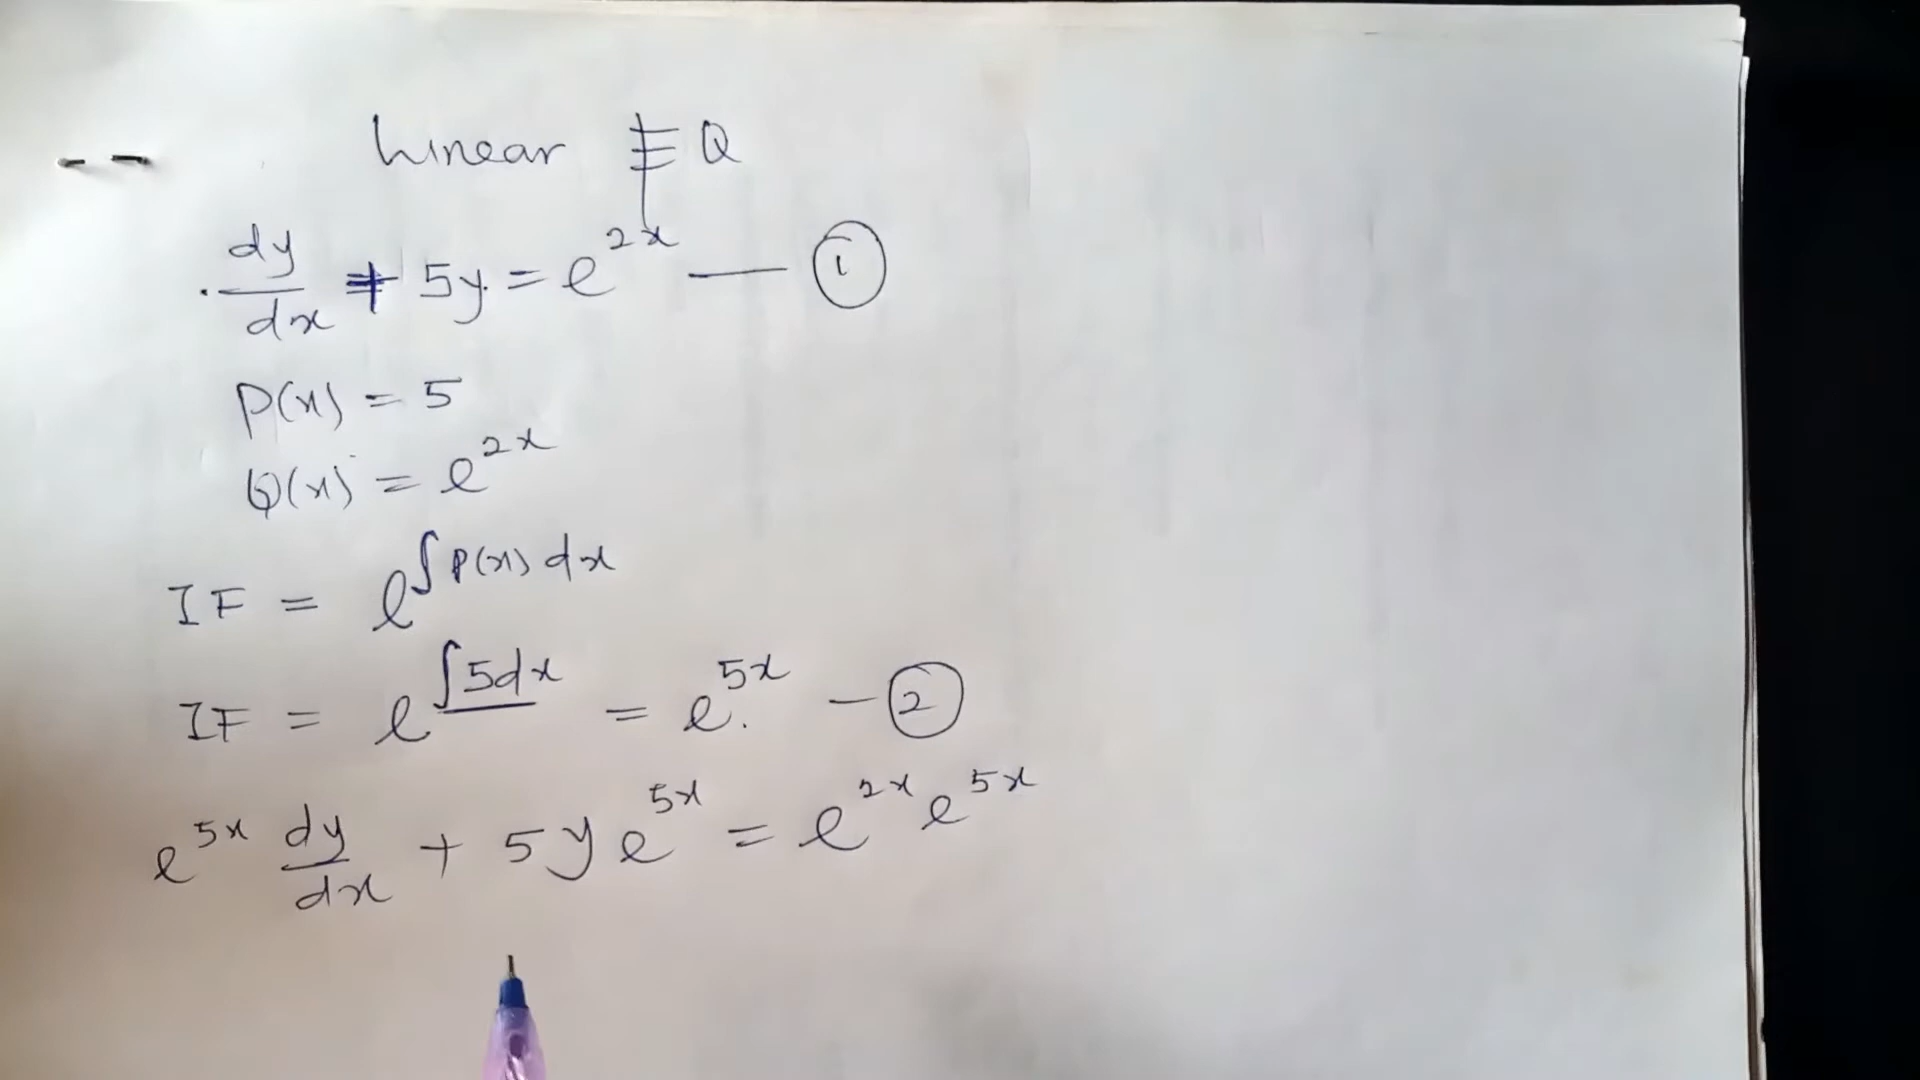 Linear EQ
dy/dx + 5y = e^2x — ①
P(x) = 5
Q(x) = e^2x
IF = e^∫P(x) dx
IF = e^∫5dx = e^5x. – ②
e^5x dy/dx + 5ye^5x = e^2x e^5x